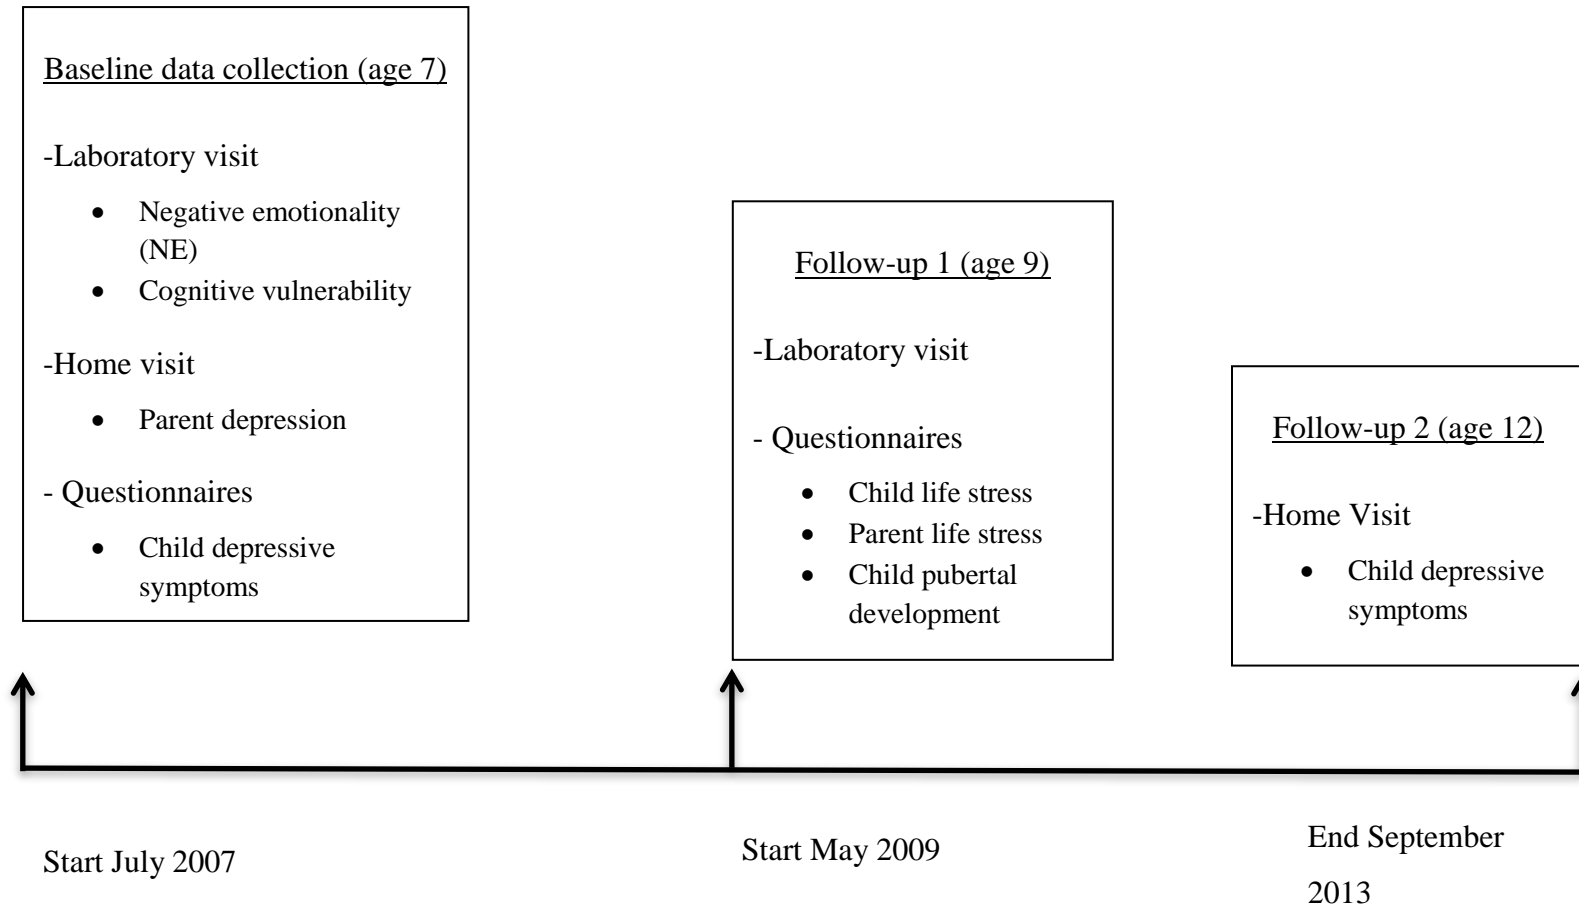 Baseline data collection (age 7)
-Laboratory visit
• Negative emotionality
(NE)
• Cognitive vulnerability
-Home visit
• Parent depression
- Questionnaires
• Child depressive
symptoms
Follow-up 1 (age 9)
-Laboratory visit
- Questionnaires
• Child life stress
• Parent life stress
• Child pubertal
development
Follow-up 2 (age 12)
-Home Visit
• Child depressive
symptoms
Start July 2007
Start May 2009
End September
2013